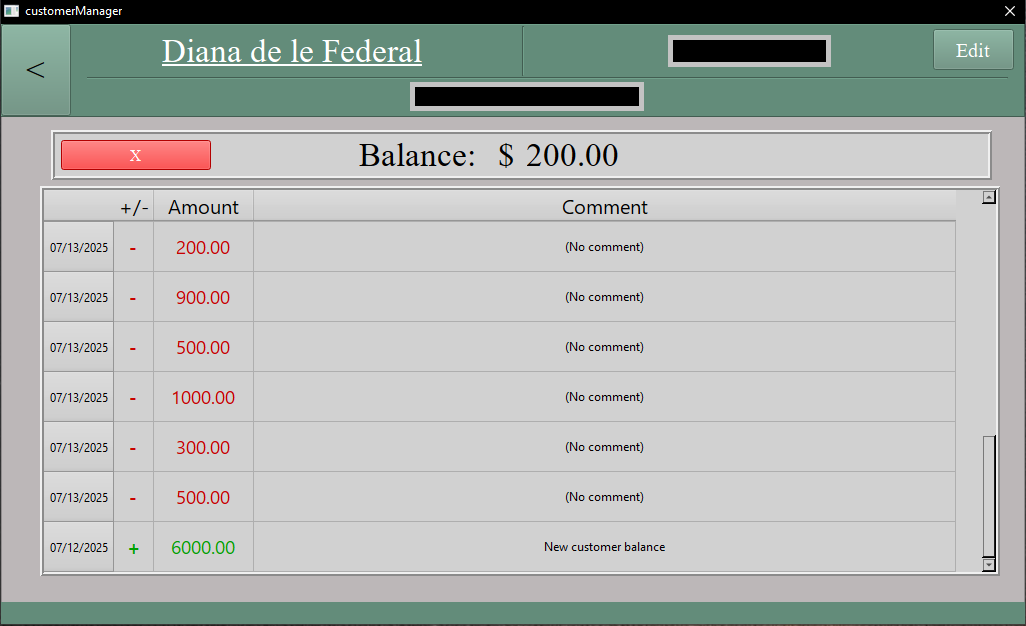 customerManager
<
Diana de le Federal
Edit
X
Balance: $ 200.00
+/- Amount Comment
07/13/2025 - 200.00 (No comment)
07/13/2025 - 900.00 (No comment)
07/13/2025 - 500.00 (No comment)
07/13/2025 - 1000.00 (No comment)
07/13/2025 - 300.00 (No comment)
07/13/2025 - 500.00 (No comment)
07/12/2025 + 6000.00 New customer balance